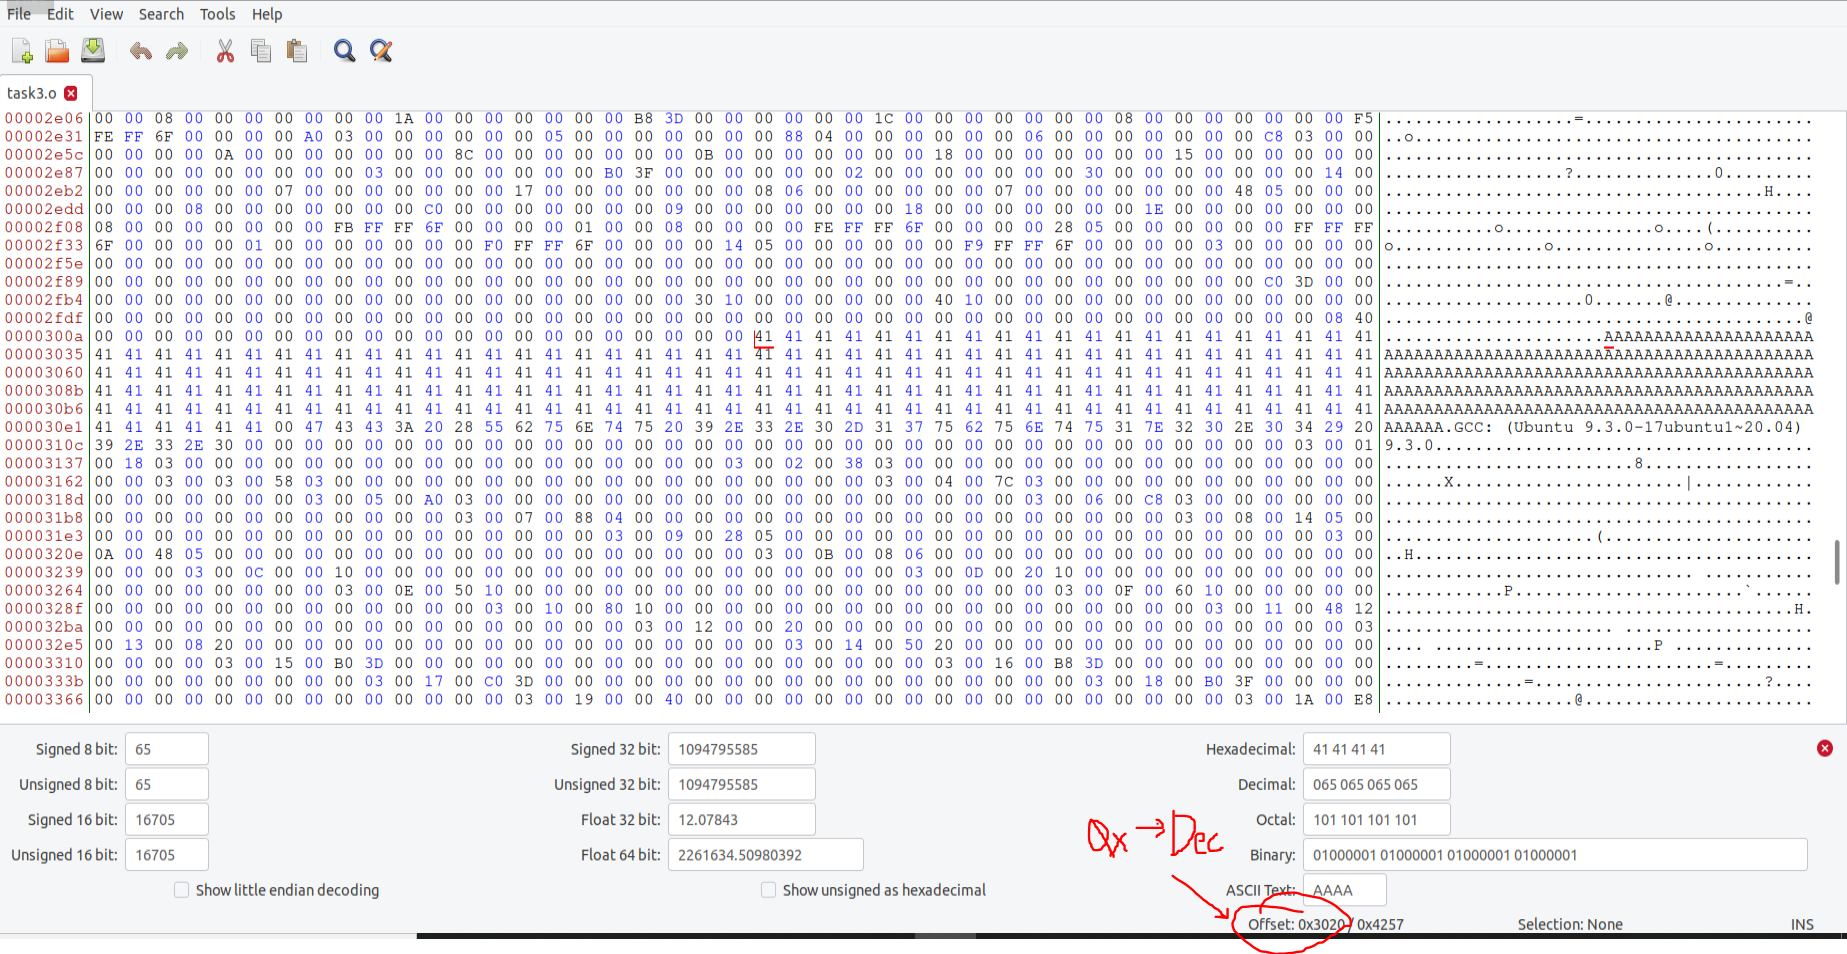 File Edit View Search Tools Help
task3.o
00002e06 00 00 08 00 00 00 00 00 00 00 1A 00 00 00 00 00 00 00 B8 3D 00 00 00 00 00 00 1C 00 00 00 00 00 00 00 08 00 00 00 00 00 00 00 F5 ...................=.......................
00002e31 FE FF 6F 00 00 00 00 A0 03 00 00 00 00 00 00 05 00 00 00 00 00 00 00 88 04 00 00 00 00 00 00 06 00 00 00 00 00 00 00 C8 03 00 00 ..o........................................
00002e5c 00 00 00 00 0A 00 00 00 00 00 00 00 8C 00 00 00 00 00 00 00 0B 00 00 00 00 00 00 00 18 00 00 00 00 00 00 00 15 00 00 00 00 00 00 ...........................................
00002e87 00 00 00 00 00 00 00 00 00 03 00 00 00 00 00 00 00 B0 3F 00 00 00 00 00 00 02 00 00 00 00 00 00 00 30 00 00 00 00 00 00 00 14 00 ..................?..............0.........
00002eb2 00 00 00 00 00 00 07 00 00 00 00 00 00 00 17 00 00 00 00 00 00 00 08 06 00 00 00 00 00 00 07 00 00 00 00 00 00 00 48 05 00 00 00 ......................................H....
00002edd 00 00 00 08 00 00 00 00 00 00 00 C0 00 00 00 00 00 00 00 09 00 00 00 00 00 00 00 18 00 00 00 00 00 00 00 1E 00 00 00 00 00 00 00 ...........................................
00002f08 08 00 00 00 00 00 00 00 FB FF FF 6F 00 00 00 00 01 00 00 08 00 00 00 00 FE FF FF 6F 00 00 00 00 28 05 00 00 00 00 00 00 FF FF FF ...........o...............o....(..........
00002f33 6F 00 00 00 00 01 00 00 00 00 00 00 00 F0 FF FF 6F 00 00 00 00 14 05 00 00 00 00 00 00 F9 FF FF 6F 00 00 00 00 03 00 00 00 00 00 o...............o...............o..........
00002f5e 00 00 00 00 00 00 00 00 00 00 00 00 00 00 00 00 00 00 00 00 00 00 00 00 00 00 00 00 00 00 00 00 00 00 00 00 00 00 00 00 00 00 00 ...........................................
00002f89 00 00 00 00 00 00 00 00 00 00 00 00 00 00 00 00 00 00 00 00 00 00 00 00 00 00 00 00 00 00 00 00 00 00 00 00 00 00 00 C0 3D 00 00 ........................................=..
00002fb4 00 00 00 00 00 00 00 00 00 00 00 00 00 00 00 00 00 00 00 00 30 10 00 00 00 00 00 00 40 10 00 00 00 00 00 00 00 00 00 00 00 00 00 ....................0.......@..............
00002fdf 00 00 00 00 00 00 00 00 00 00 00 00 00 00 00 00 00 00 00 00 00 00 00 00 00 00 00 00 00 00 00 00 00 00 00 00 00 00 00 00 00 08 40 ..........................................@
0000300a 00 00 00 00 00 00 00 00 00 00 00 00 00 00 00 00 00 00 00 00 00 00 41 41 41 41 41 41 41 41 41 41 41 41 41 41 41 41 41 41 41 41 41 ......................AAAAAAAAAAAAAAAAAAAAA
00003035 41 41 41 41 41 41 41 41 41 41 41 41 41 41 41 41 41 41 41 41 41 41 41 41 41 41 41 41 41 41 41 41 41 41 41 41 41 41 41 41 41 41 41 AAAAAAAAAAAAAAAAAAAAAAAAAAAAAAAAAAAAAAAAAAA
00003060 41 41 41 41 41 41 41 41 41 41 41 41 41 41 41 41 41 41 41 41 41 41 41 41 41 41 41 41 41 41 41 41 41 41 41 41 41 41 41 41 41 41 41 AAAAAAAAAAAAAAAAAAAAAAAAAAAAAAAAAAAAAAAAAAA
0000308b 41 41 41 41 41 41 41 41 41 41 41 41 41 41 41 41 41 41 41 41 41 41 41 41 41 41 41 41 41 41 41 41 41 41 41 41 41 41 41 41 41 41 41 AAAAAAAAAAAAAAAAAAAAAAAAAAAAAAAAAAAAAAAAAAA
000030b6 41 41 41 41 41 41 41 41 41 41 41 41 41 41 41 41 41 41 41 41 41 41 41 41 41 41 41 41 41 41 41 41 41 41 41 41 41 41 41 41 41 41 41 AAAAAAAAAAAAAAAAAAAAAAAAAAAAAAAAAAAAAAAAAAA
000030e1 41 41 41 41 41 41 00 47 43 43 3A 20 28 55 62 75 6E 74 75 20 39 2E 33 2E 30 2D 31 37 75 62 75 6E 74 75 31 7E 32 30 2E 30 34 29 20 AAAAAA.GCC: (Ubuntu 9.3.0-17ubuntu1~20.04)
0000310c 39 2E 33 2E 30 00 00 00 00 00 00 00 00 00 00 00 00 00 00 00 00 00 00 00 00 00 00 00 00 00 00 00 00 00 00 00 00 00 00 00 03 00 01 9.3.0......................................
00003137 00 18 03 00 00 00 00 00 00 00 00 00 00 00 00 00 00 00 00 00 00 03 00 02 00 38 03 00 00 00 00 00 00 00 00 00 00 00 00 00 00 00 00 .........................8.................
00003162 00 00 03 00 03 00 58 03 00 00 00 00 00 00 00 00 00 00 00 00 00 00 00 00 00 00 03 00 04 00 7C 03 00 00 00 00 00 00 00 00 00 00 00 ......X.......................|............
0000318d 00 00 00 00 00 00 00 03 00 05 00 A0 03 00 00 00 00 00 00 00 00 00 00 00 00 00 00 00 00 00 00 03 00 06 00 C8 03 00 00 00 00 00 00 ...........................................
000031b8 00 00 00 00 00 00 00 00 00 00 00 00 03 00 07 00 88 04 00 00 00 00 00 00 00 00 00 00 00 00 00 00 00 00 00 00 03 00 08 00 14 05 00 ...........................................
000031e3 00 00 00 00 00 00 00 00 00 00 00 00 00 00 00 00 00 03 00 09 00 28 05 00 00 00 00 00 00 00 00 00 00 00 00 00 00 00 00 00 00 03 00 .....................(.....................
0000320e 0A 00 48 05 00 00 00 00 00 00 00 00 00 00 00 00 00 00 00 00 00 00 03 00 0B 00 08 06 00 00 00 00 00 00 00 00 00 00 00 00 00 00 00 ..H........................................
00003239 00 00 00 03 00 0C 00 00 10 00 00 00 00 00 00 00 00 00 00 00 00 00 00 00 00 00 00 03 00 0D 00 20 10 00 00 00 00 00 00 00 00 00 00 ............................... ...........
00003264 00 00 00 00 00 00 00 00 03 00 0E 00 50 10 00 00 00 00 00 00 00 00 00 00 00 00 00 00 00 00 00 00 03 00 0F 00 60 10 00 00 00 00 00 ............P.......................`......
0000328f 00 00 00 00 00 00 00 00 00 00 00 00 00 03 00 10 00 80 10 00 00 00 00 00 00 00 00 00 00 00 00 00 00 00 00 00 00 03 00 11 00 48 12 .........................................H.
000032ba 00 00 00 00 00 00 00 00 00 00 00 00 00 00 00 00 00 00 03 00 12 00 00 20 00 00 00 00 00 00 00 00 00 00 00 00 00 00 00 00 00 00 03 ....................... ...................
000032e5 00 13 00 08 20 00 00 00 00 00 00 00 00 00 00 00 00 00 00 00 00 00 00 03 00 14 00 50 20 00 00 00 00 00 00 00 00 00 00 00 00 00 00 .... ......................P ..............
00003310 00 00 00 00 03 00 15 00 B0 3D 00 00 00 00 00 00 00 00 00 00 00 00 00 00 00 00 00 00 03 00 16 00 B8 3D 00 00 00 00 00 00 00 00 00 .........=.......................=.........
0000333b 00 00 00 00 00 00 00 00 00 03 00 17 00 C0 3D 00 00 00 00 00 00 00 00 00 00 00 00 00 00 00 00 00 00 03 00 18 00 B0 3F 00 00 00 00 ..............=.......................?....
00003366 00 00 00 00 00 00 00 00 00 00 00 00 00 00 03 00 19 00 00 40 00 00 00 00 00 00 00 00 00 00 00 00 00 00 00 00 00 00 03 00 1A 00 E8 ...................@.......................
Signed 8 bit: 65 Signed 32 bit: 1094795585 Hexadecimal: 41 41 41 41
Unsigned 8 bit: 65 Unsigned 32 bit: 1094795585 Decimal: 065 065 065 065
Signed 16 bit: 16705 Float 32 bit: 12.07843 Octal: 101 101 101 101
0x → Dec
Unsigned 16 bit: 16705 Float 64 bit: 2261634.50980392 Binary: 01000001 01000001 01000001 01000001
Show little endian decoding Show unsigned as hexadecimal ASCII Text: AAAA
Offset: 0x3020 / 0x4257 Selection: None INS